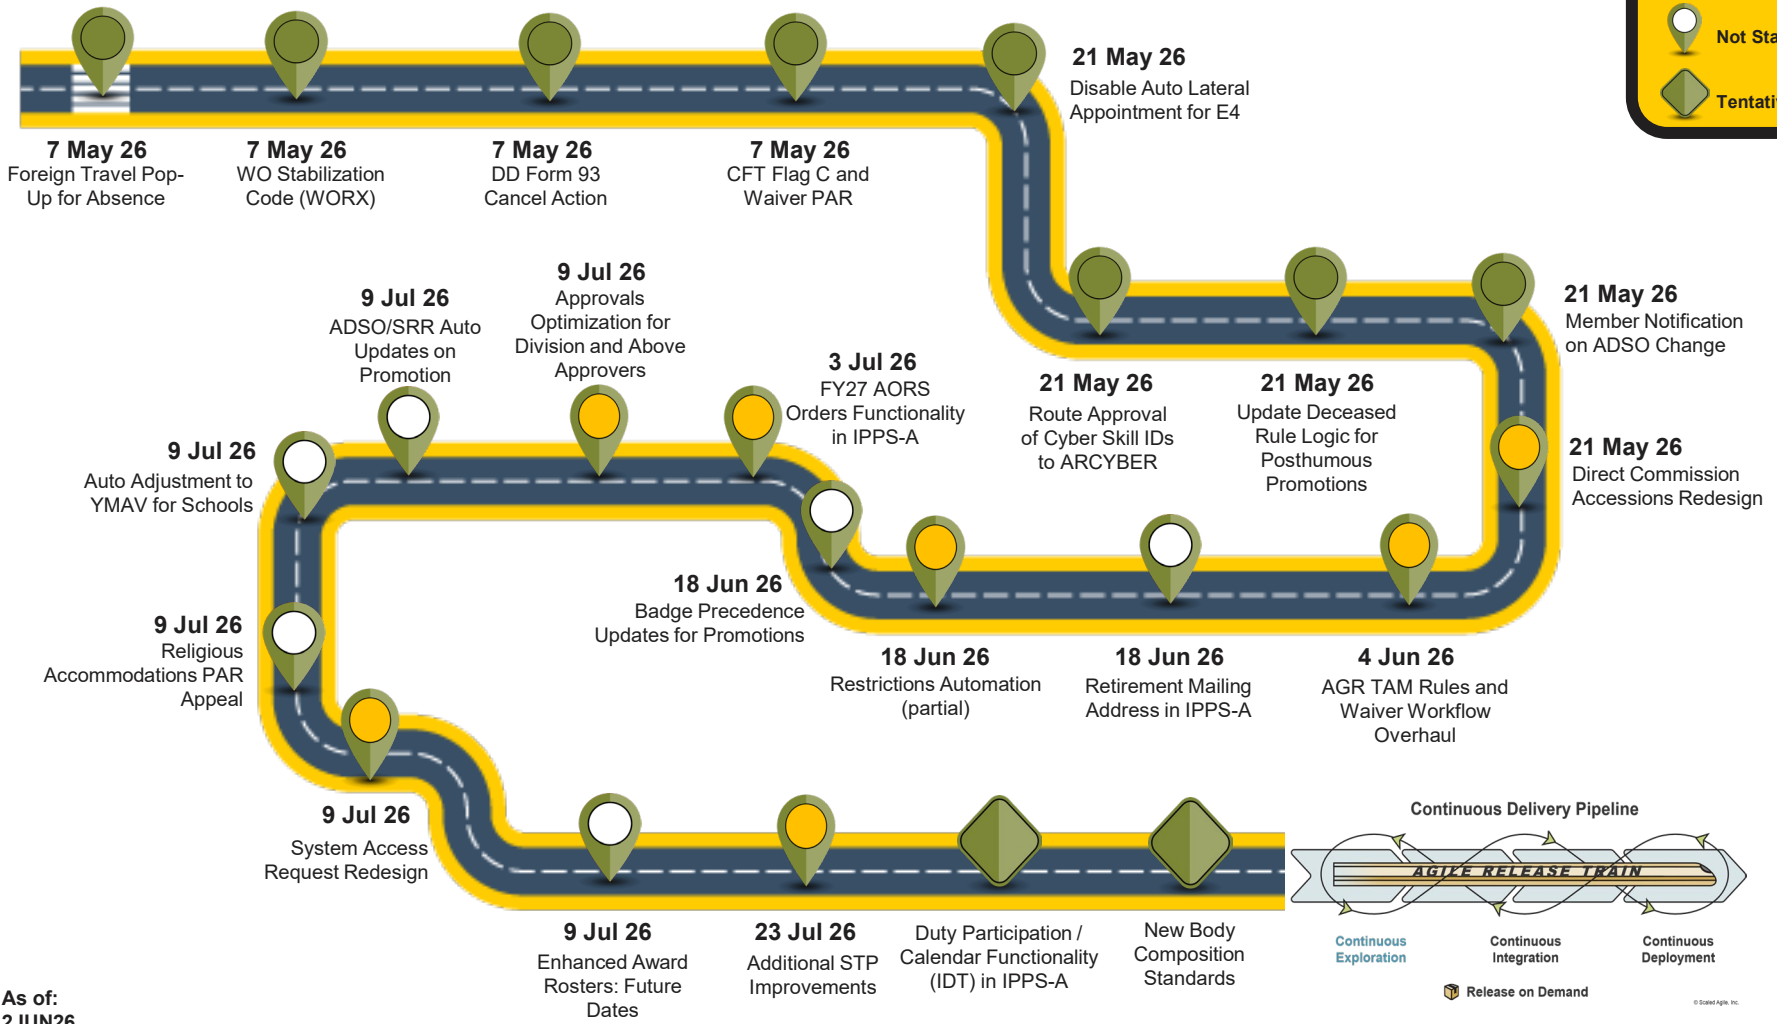 Not Sta
Tentativ
7 May 26
Foreign Travel Pop-
Up for Absence
7 May 26
WO Stabilization
Code (WORX)
7 May 26
DD Form 93
Cancel Action
7 May 26
CFT Flag C and
Waiver PAR
21 May 26
Disable Auto Lateral
Appointment for E4
21 May 26
Route Approval
of Cyber Skill IDs
to ARCYBER
21 May 26
Update Deceased
Rule Logic for
Posthumous
Promotions
21 May 26
Member Notification
on ADSO Change
21 May 26
Direct Commission
Accessions Redesign
4 Jun 26
AGR TAM Rules and
Waiver Workflow
Overhaul
18 Jun 26
Retirement Mailing
Address in IPPS-A
18 Jun 26
Restrictions Automation
(partial)
18 Jun 26
Badge Precedence
Updates for Promotions
3 Jul 26
FY27 AORS
Orders Functionality
in IPPS-A
9 Jul 26
Approvals
Optimization for
Division and Above
Approvers
9 Jul 26
ADSO/SRR Auto
Updates on
Promotion
9 Jul 26
Auto Adjustment to
YMAV for Schools
9 Jul 26
Religious
Accommodations PAR
Appeal
9 Jul 26
System Access
Request Redesign
9 Jul 26
Enhanced Award
Rosters: Future
Dates
23 Jul 26
Additional STP
Improvements
Duty Participation /
Calendar Functionality
(IDT) in IPPS-A
New Body
Composition
Standards
Continuous Delivery Pipeline
AGILE RELEASE TRAIN
Continuous
Exploration
Continuous
Integration
Continuous
Deployment
Release on Demand
© Scaled Agile, Inc.
As of:
2JUN26